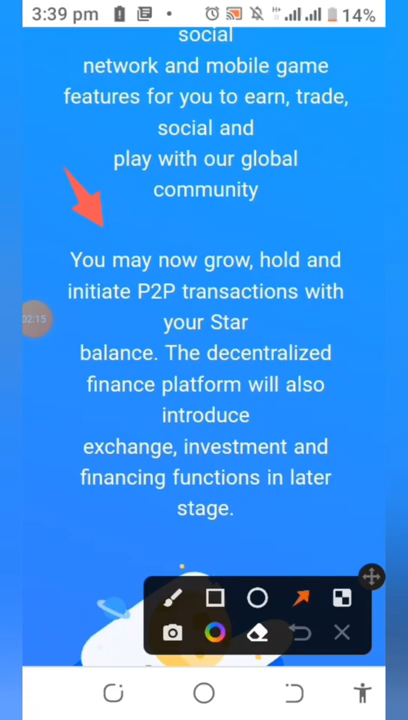 3:39 pm
H+
14%
social
network and mobile game
features for you to earn, trade,
social and
play with our global
community
You may now grow, hold and
initiate P2P transactions with
your Star
02:15
balance. The decentralized
finance platform will also
introduce
exchange, investment and
financing functions in later
stage.